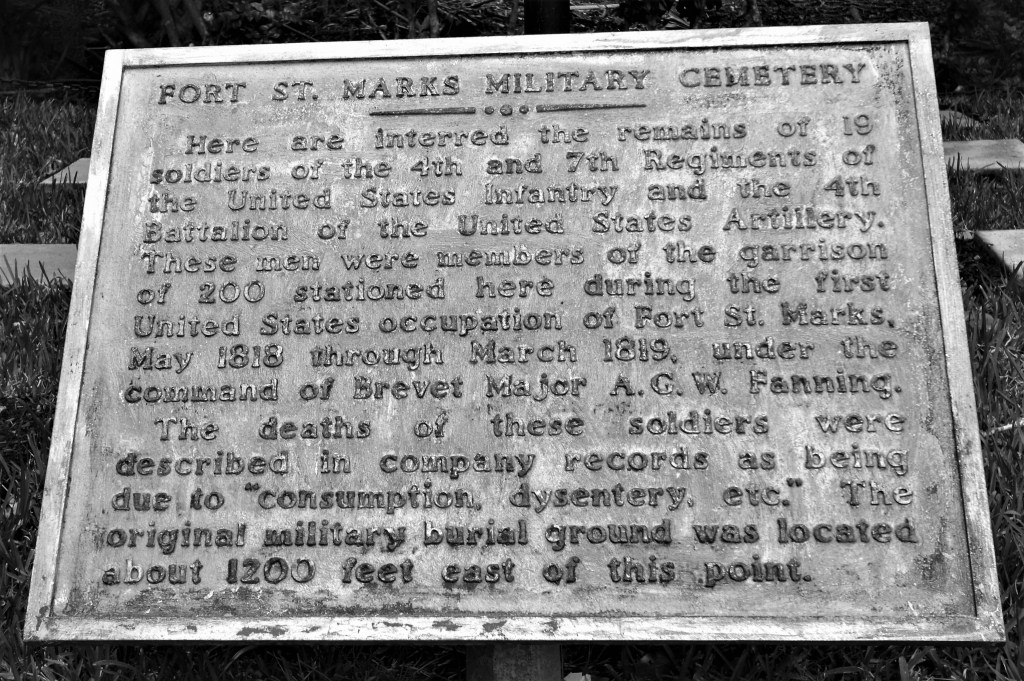 FORT ST. MARKS MILITARY CEMETERY
Here are interred the remains of 19
soldiers of the 4th and 7th Regiments of
the United States Infantry and the 4th
Battalion of the United States Artillery.
These men were members of the garrison
of 200 stationed here during the first
United States occupation of Fort St. Marks,
May 1818 through March 1819, under the
command of Brevet Major A.C.W. Fanning.
The deaths of these soldiers were
described in company records as being
due to "consumption, dysentery, etc." The
original military burial ground was located
about 1200 feet east of this point.